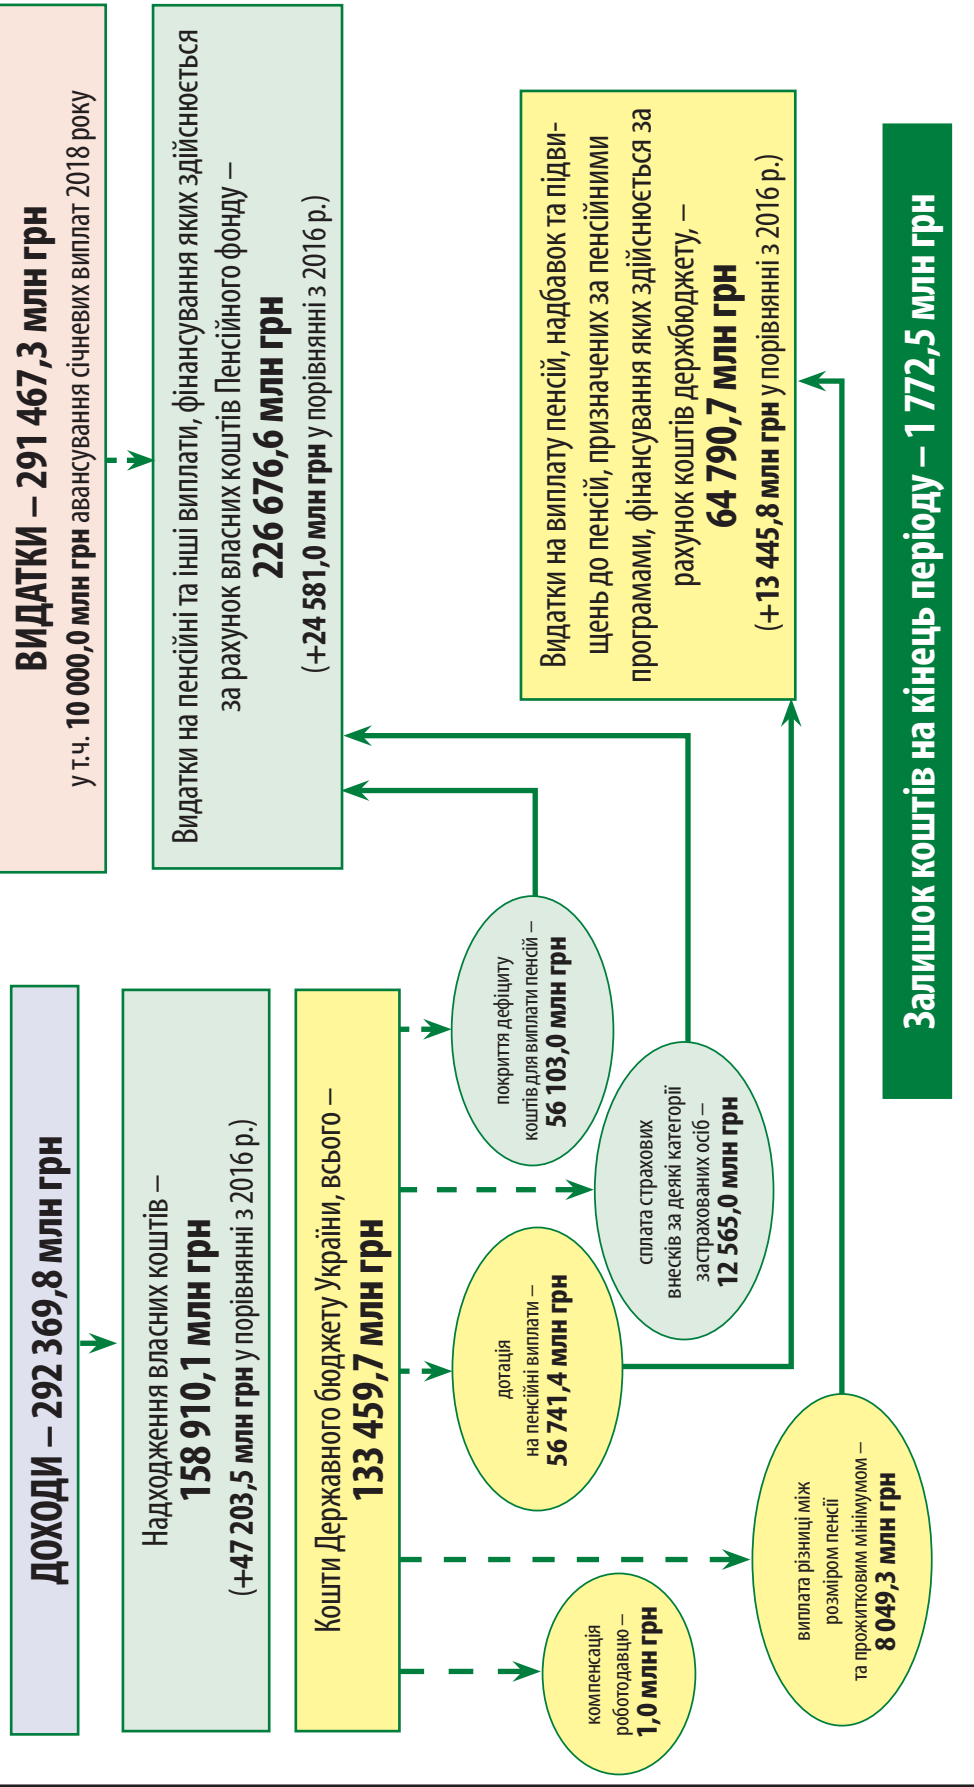 ДОХОДИ – 292 369,8 млн грн
Надходження власних коштів –
158 910,1 млн грн
(+47 203,5 млн грн у порівнянні з 2016 р.)
Кошти Державного бюджету України, всього –
133 459,7 млн грн
компенсація
роботодавцю –
1,0 млн грн
виплата різниці між
розміром пенсії
та прожитковим мінімумом –
8 049,3 млн грн
дотація
на пенсійні виплати –
56 741,4 млн грн
сплата страхових
внесків за деякі категорії
застрахованих осіб –
12 565,0 млн грн
покриття дефіциту
коштів для виплати пенсій –
56 103,0 млн грн
ВИДАТКИ – 291 467,3 млн грн
у т.ч. 10 000,0 млн грн авансування січневих виплат 2018 року
Видатки на пенсійні та інші виплати, фінансування яких здійснюється
за рахунок власних коштів Пенсійного фонду –
226 676,6 млн грн
(+24 581,0 млн грн у порівнянні з 2016 р.)
Видатки на виплату пенсій, надбавок та підви-
щень до пенсій, призначених за пенсійними
програмами, фінансування яких здійснюється за
рахунок коштів держбюджету, –
64 790,7 млн грн
(+13 445,8 млн грн у порівнянні з 2016 р.)
Залишок коштів на кінець періоду – 1 772,5 млн грн